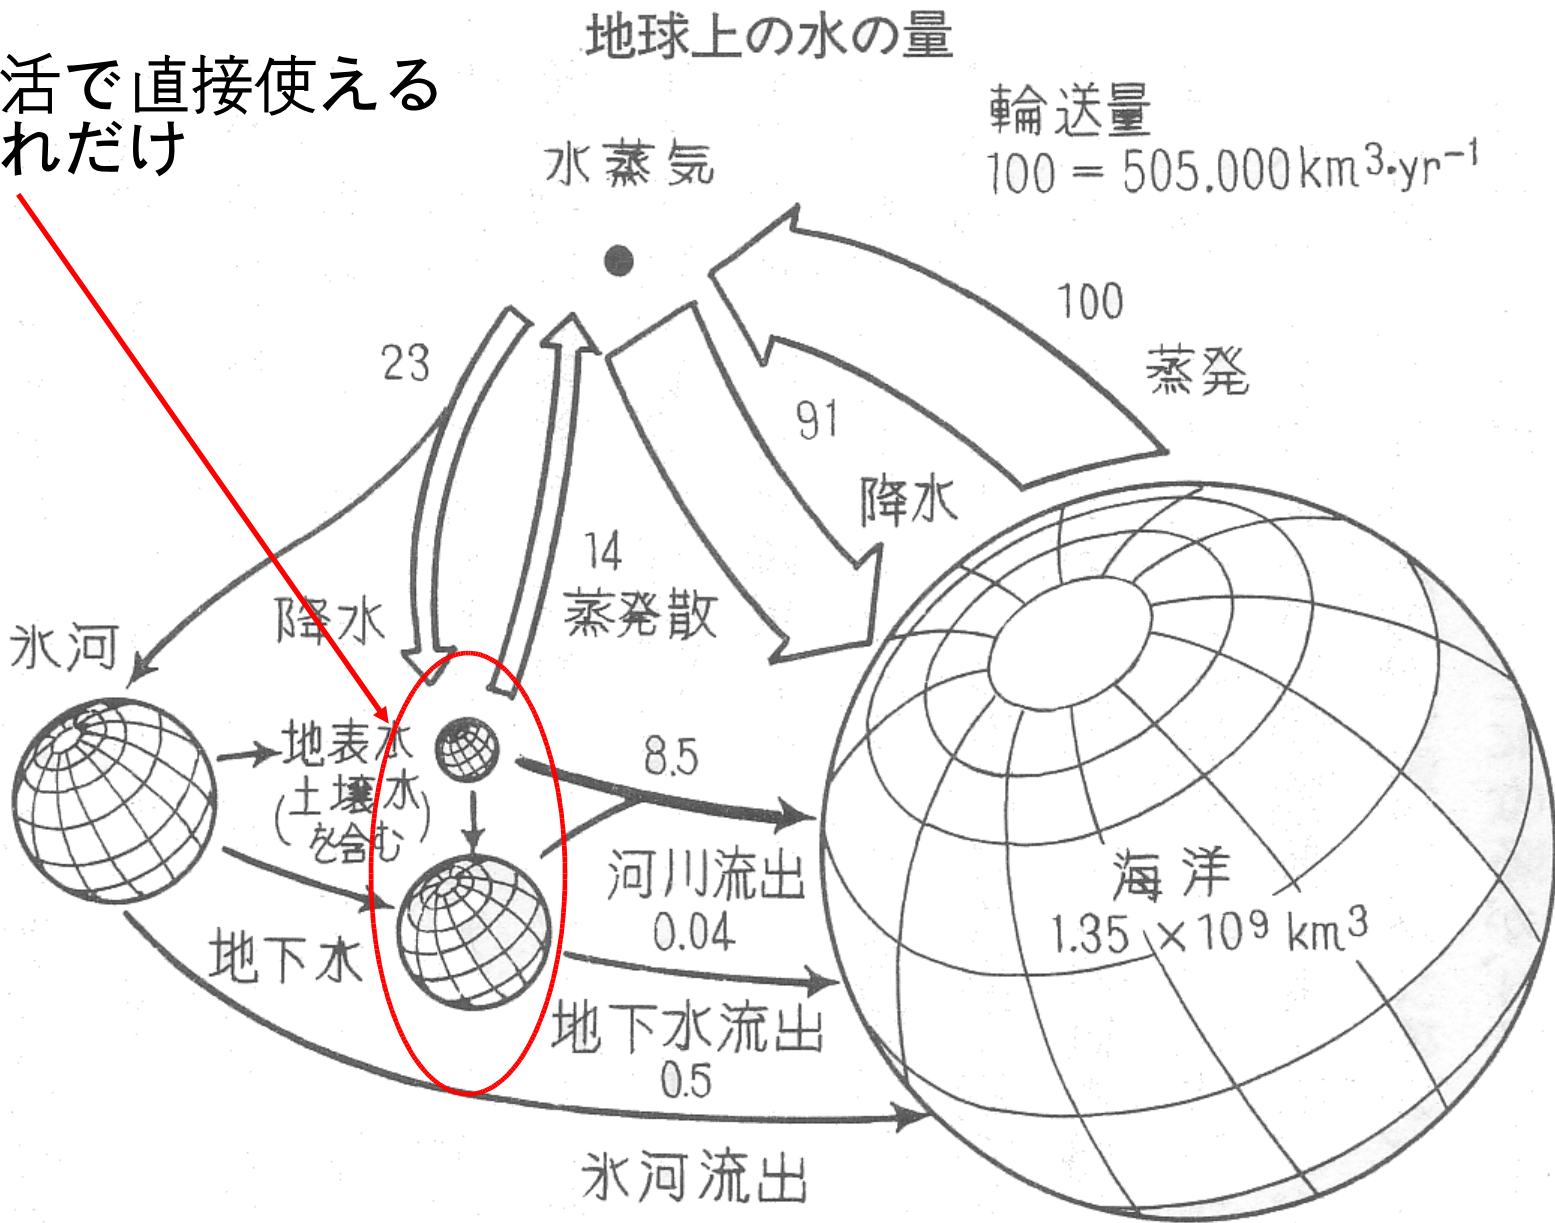 地球上の水の量
活で直接使える
れだけ
輪送量
100 = 505.000km³·yr⁻¹
水蒸気
100
蒸発
23
91
降水
14
蒸発散
降水
氷河
地表水
(土壌水
を含む)
8.5
河川流出
0.04
海洋
1.35 ×10⁹ km³
地下水
地下水流出
0.5
氷河流出